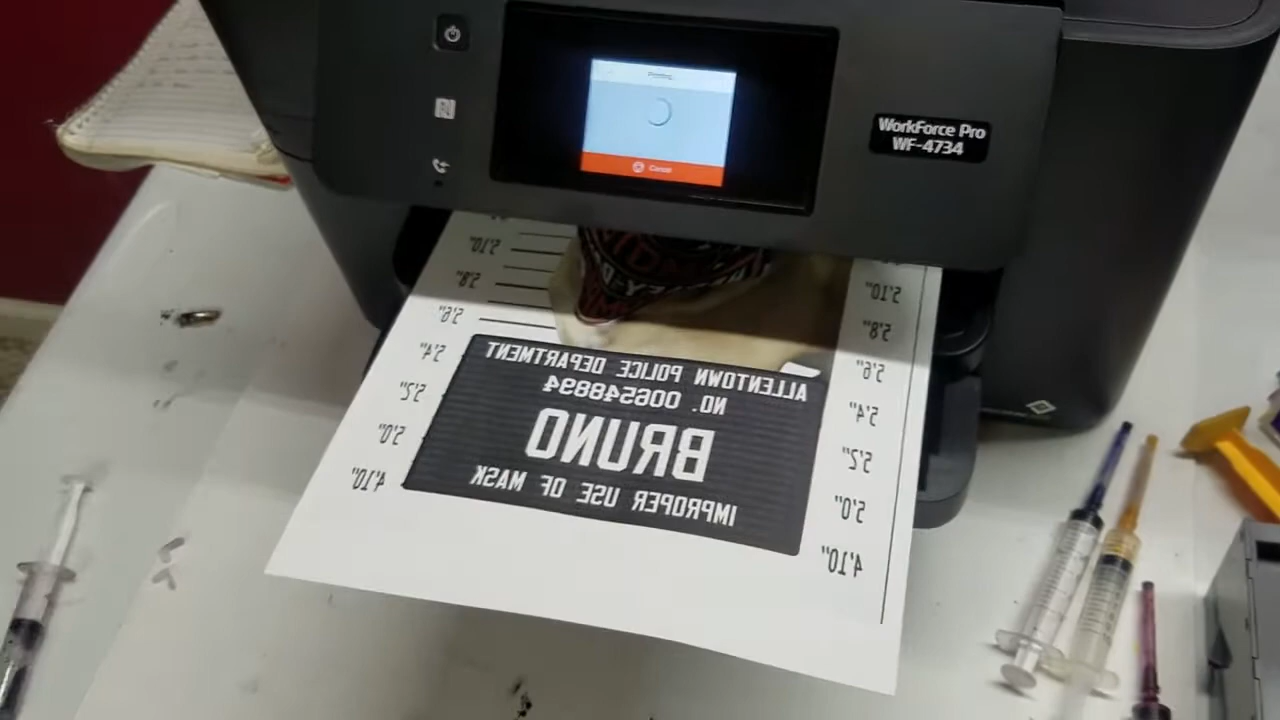 Cancel
WorkForce Pro
WF-4734
5'10"
5'8"
5'6"
5'4"
5'2"
5'0"
4'10"
5'10"
5'8"
5'6"
5'4"
5'2"
5'0"
4'10"
ALLENTOWN POLICE DEPARTMENT
NO. 006548894
BRUNO
IMPROPER USE OF MASK